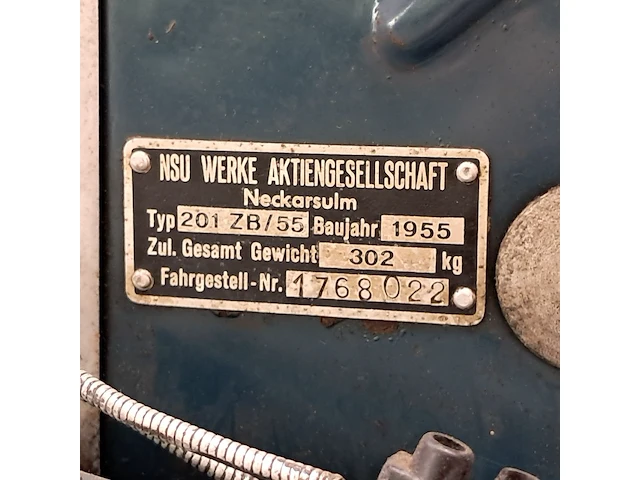 NSU WERKE AKTIENGESELLSCHAFT
Neckarsulm
Typ 201 ZB/55 Baujahr 1955
Zul. Gesamt Gewicht 302 kg
Fahrgestell-Nr. 1768022